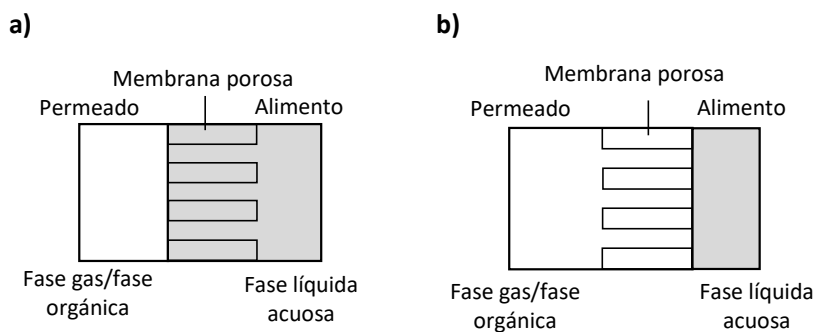 a)
Membrana porosa
Permeado
Alimento
Fase gas/fase
orgánica
Fase líquida
acuosa
b)
Membrana porosa
Permeado
Alimento
Fase gas/fase
orgánica
Fase líquida
acuosa